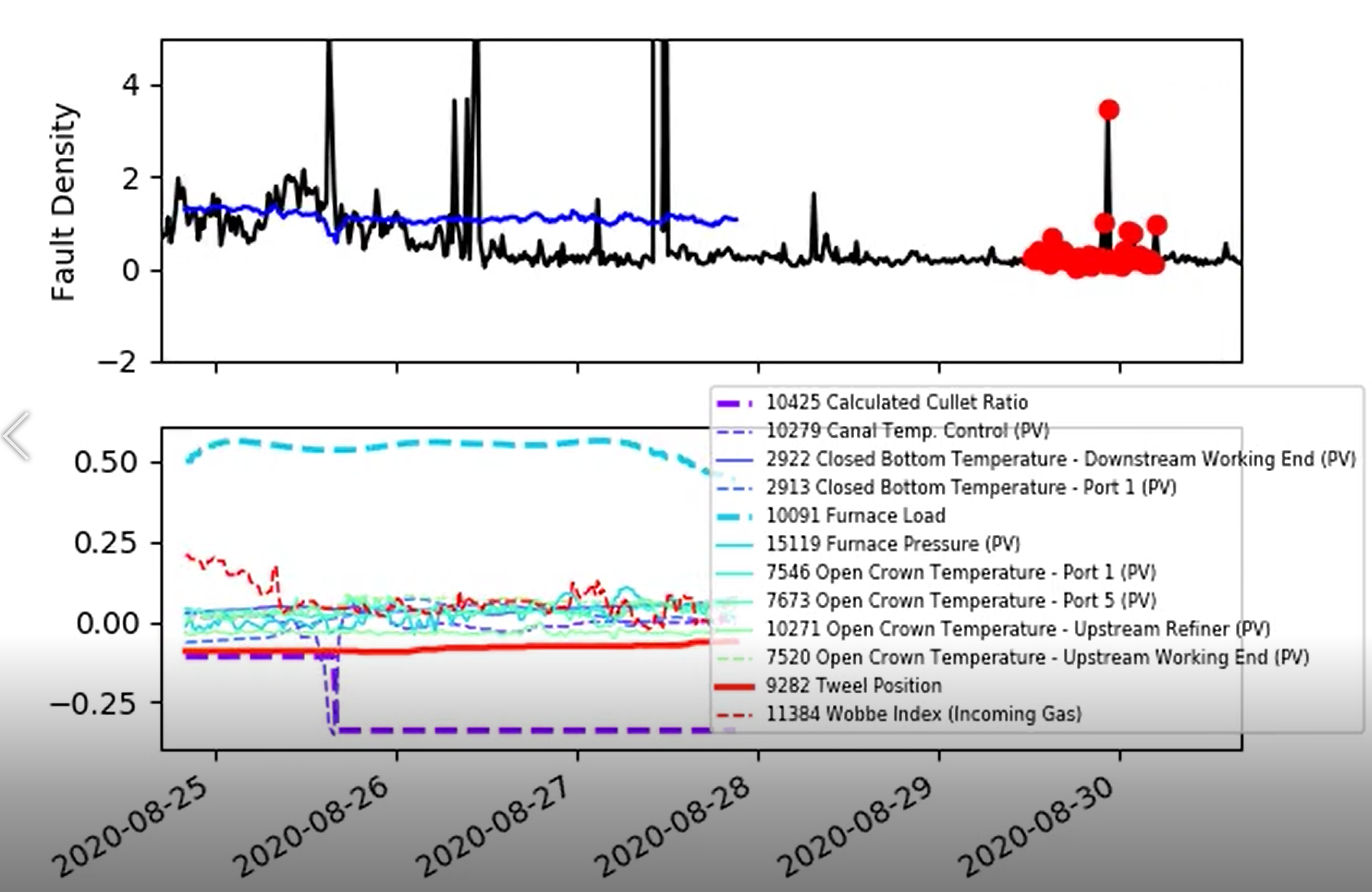 Fault Density
4
2
0
−2
0.50
0.25
0.00
−0.25
10425 Calculated Cullet Ratio
10279 Canal Temp. Control (PV)
2922 Closed Bottom Temperature - Downstream Working End (PV)
2913 Closed Bottom Temperature - Port 1 (PV)
10091 Furnace Load
15119 Furnace Pressure (PV)
7546 Open Crown Temperature - Port 1 (PV)
7673 Open Crown Temperature - Port 5 (PV)
10271 Open Crown Temperature - Upstream Refiner (PV)
7520 Open Crown Temperature - Upstream Working End (PV)
9282 Tweel Position
11384 Wobbe Index (Incoming Gas)
2020-08-25
2020-08-26
2020-08-27
2020-08-28
2020-08-29
2020-08-30